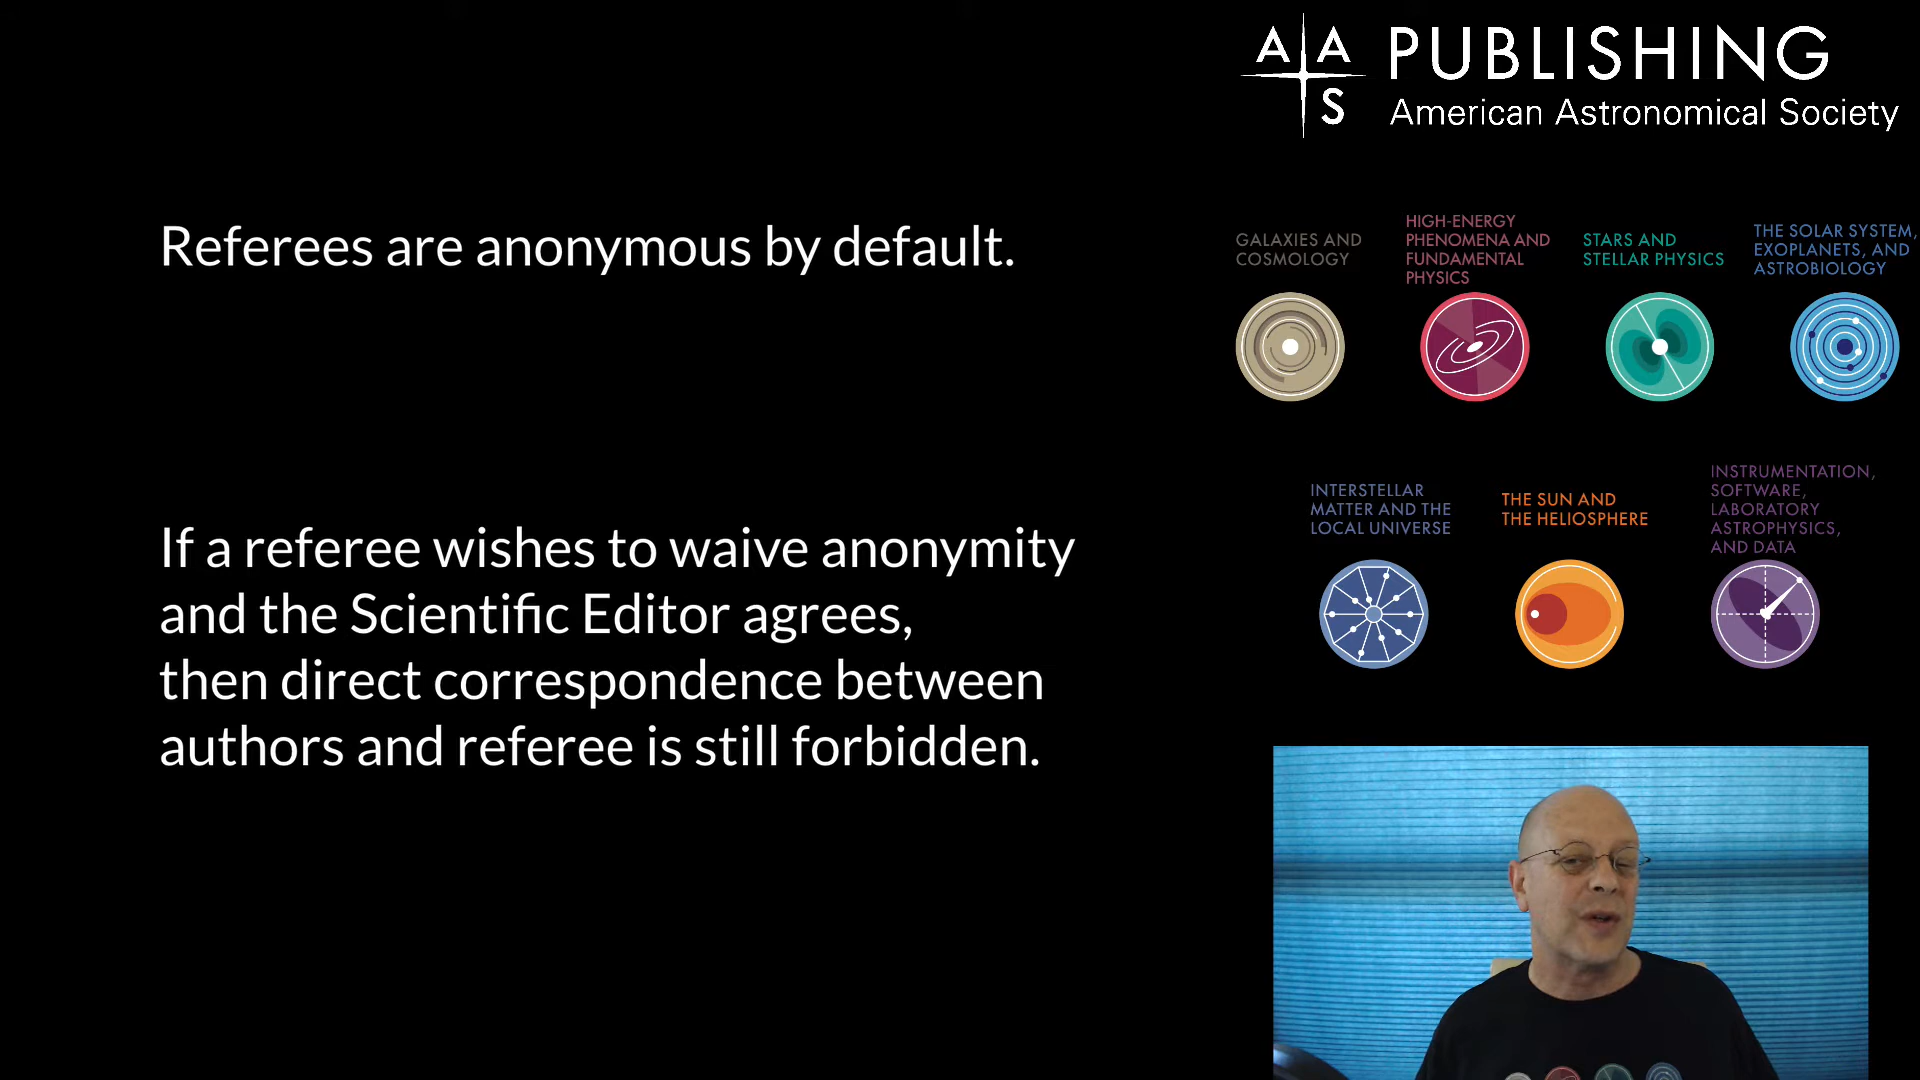 A A
S
PUBLISHING
American Astronomical Society
Referees are anonymous by default.
If a referee wishes to waive anonymity
and the Scientific Editor agrees,
then direct correspondence between
authors and referee is still forbidden.
GALAXIES AND
COSMOLOGY
HIGH-ENERGY
PHENOMENA AND
FUNDAMENTAL
PHYSICS
STARS AND
STELLAR PHYSICS
THE SOLAR SYSTEM,
EXOPLANETS, AND
ASTROBIOLOGY
INTERSTELLAR
MATTER AND THE
LOCAL UNIVERSE
THE SUN AND
THE HELIOSPHERE
INSTRUMENTATION,
SOFTWARE,
LABORATORY
ASTROPHYSICS,
AND DATA